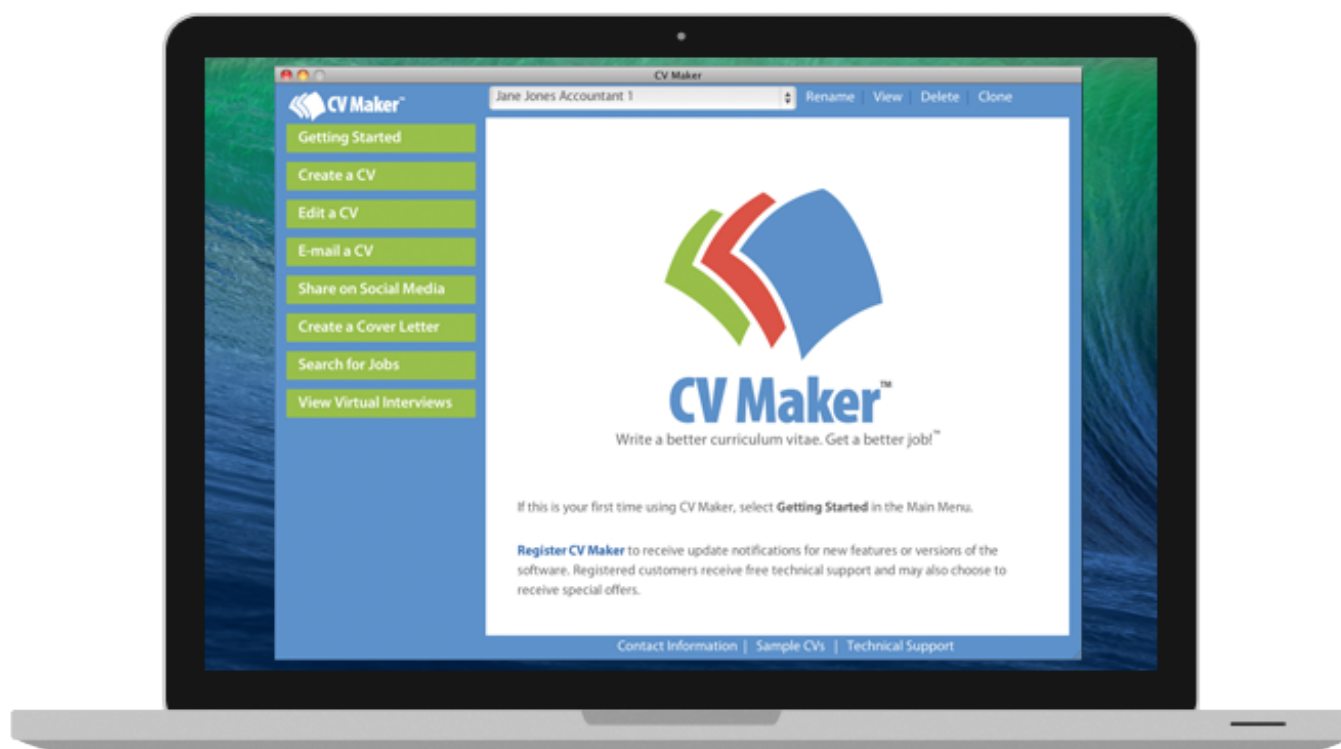 CV Maker
CV Maker™
Jane Jones Accountant 1
Rename | View | Delete | Clone
Getting Started
Create a CV
Edit a CV
E-mail a CV
Share on Social Media
Create a Cover Letter
Search for Jobs
View Virtual Interviews
CV Maker™
Write a better curriculum vitae. Get a better job!™
If this is your first time using CV Maker, select Getting Started in the Main Menu.
Register CV Maker to receive update notifications for new features or versions of the
software. Registered customers receive free technical support and may also choose to
receive special offers.
Contact Information | Sample CVs | Technical Support